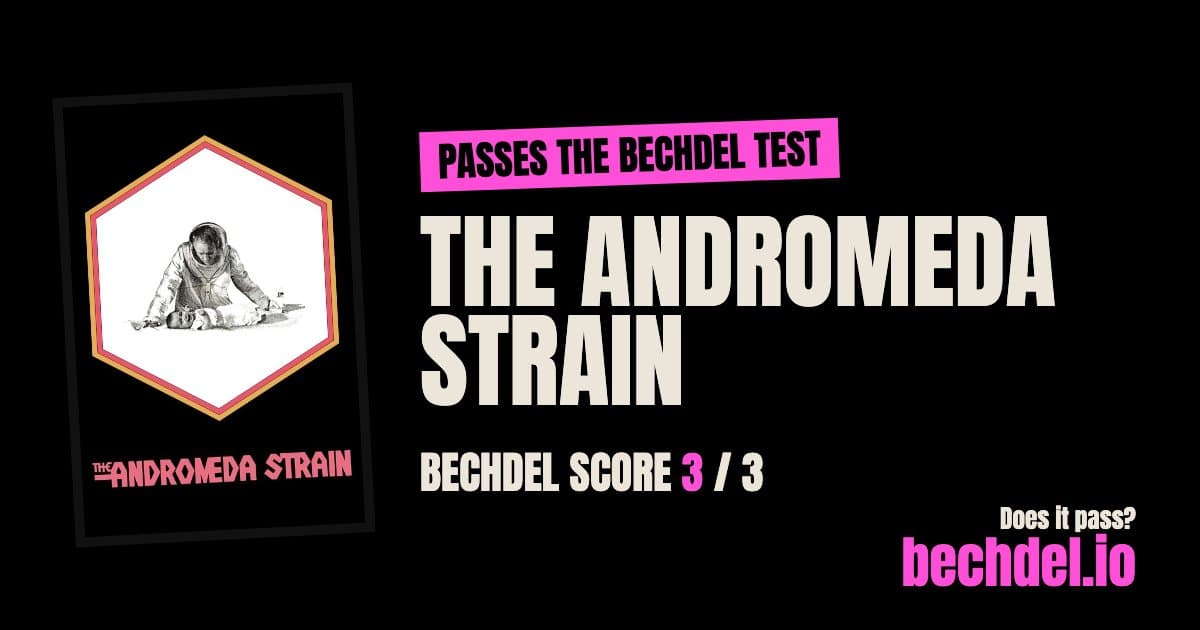 PASSES THE BECHDEL TEST
THE ANDROMEDA
STRAIN
BECHDEL SCORE 3 / 3
THE ANDROMEDA STRAIN
Does it pass?
bechdel.io